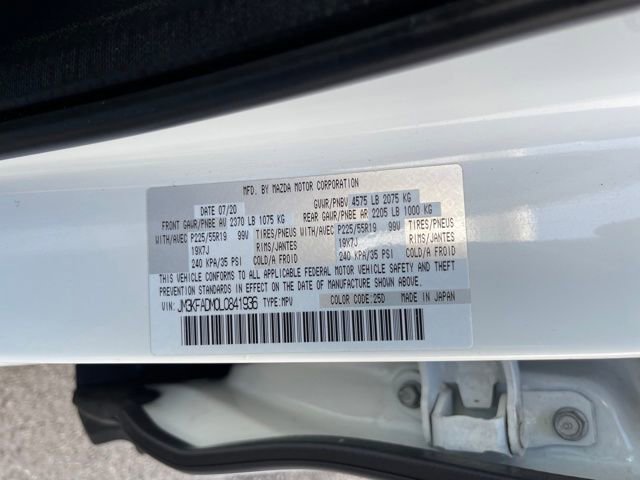 MFD. BY MAZDA MOTOR CORPORATION
DATE 07/20 GVWR/PNBV 4575 LB 2075 KG
FRONT GAWR/PNBE AV 2370 LB 1075 KG REAR GAWR/PNBE AR 2205 LB 1000 KG
WITH/AVEC P225/55R19 99V TIRES/PNEUS WITH/AVEC P225/55R19 99V TIRES/PNEUS
19X7J RIMS/JANTES 19X7J RIMS/JANTES
240 KPA/35 PSI COLD/A FROID 240 KPA/35 PSI COLD/A FROID
THIS VEHICLE CONFORMS TO ALL APPLICABLE FEDERAL MOTOR VEHICLE SAFETY AND THEFT
PREVENTION STANDARDS IN EFFECT ON THE DATE OF MANUFACTURE SHOWN ABOVE.
VIN: JM3KFADM0L0841936 TYPE:MPV COLOR CODE:25D MADE IN JAPAN